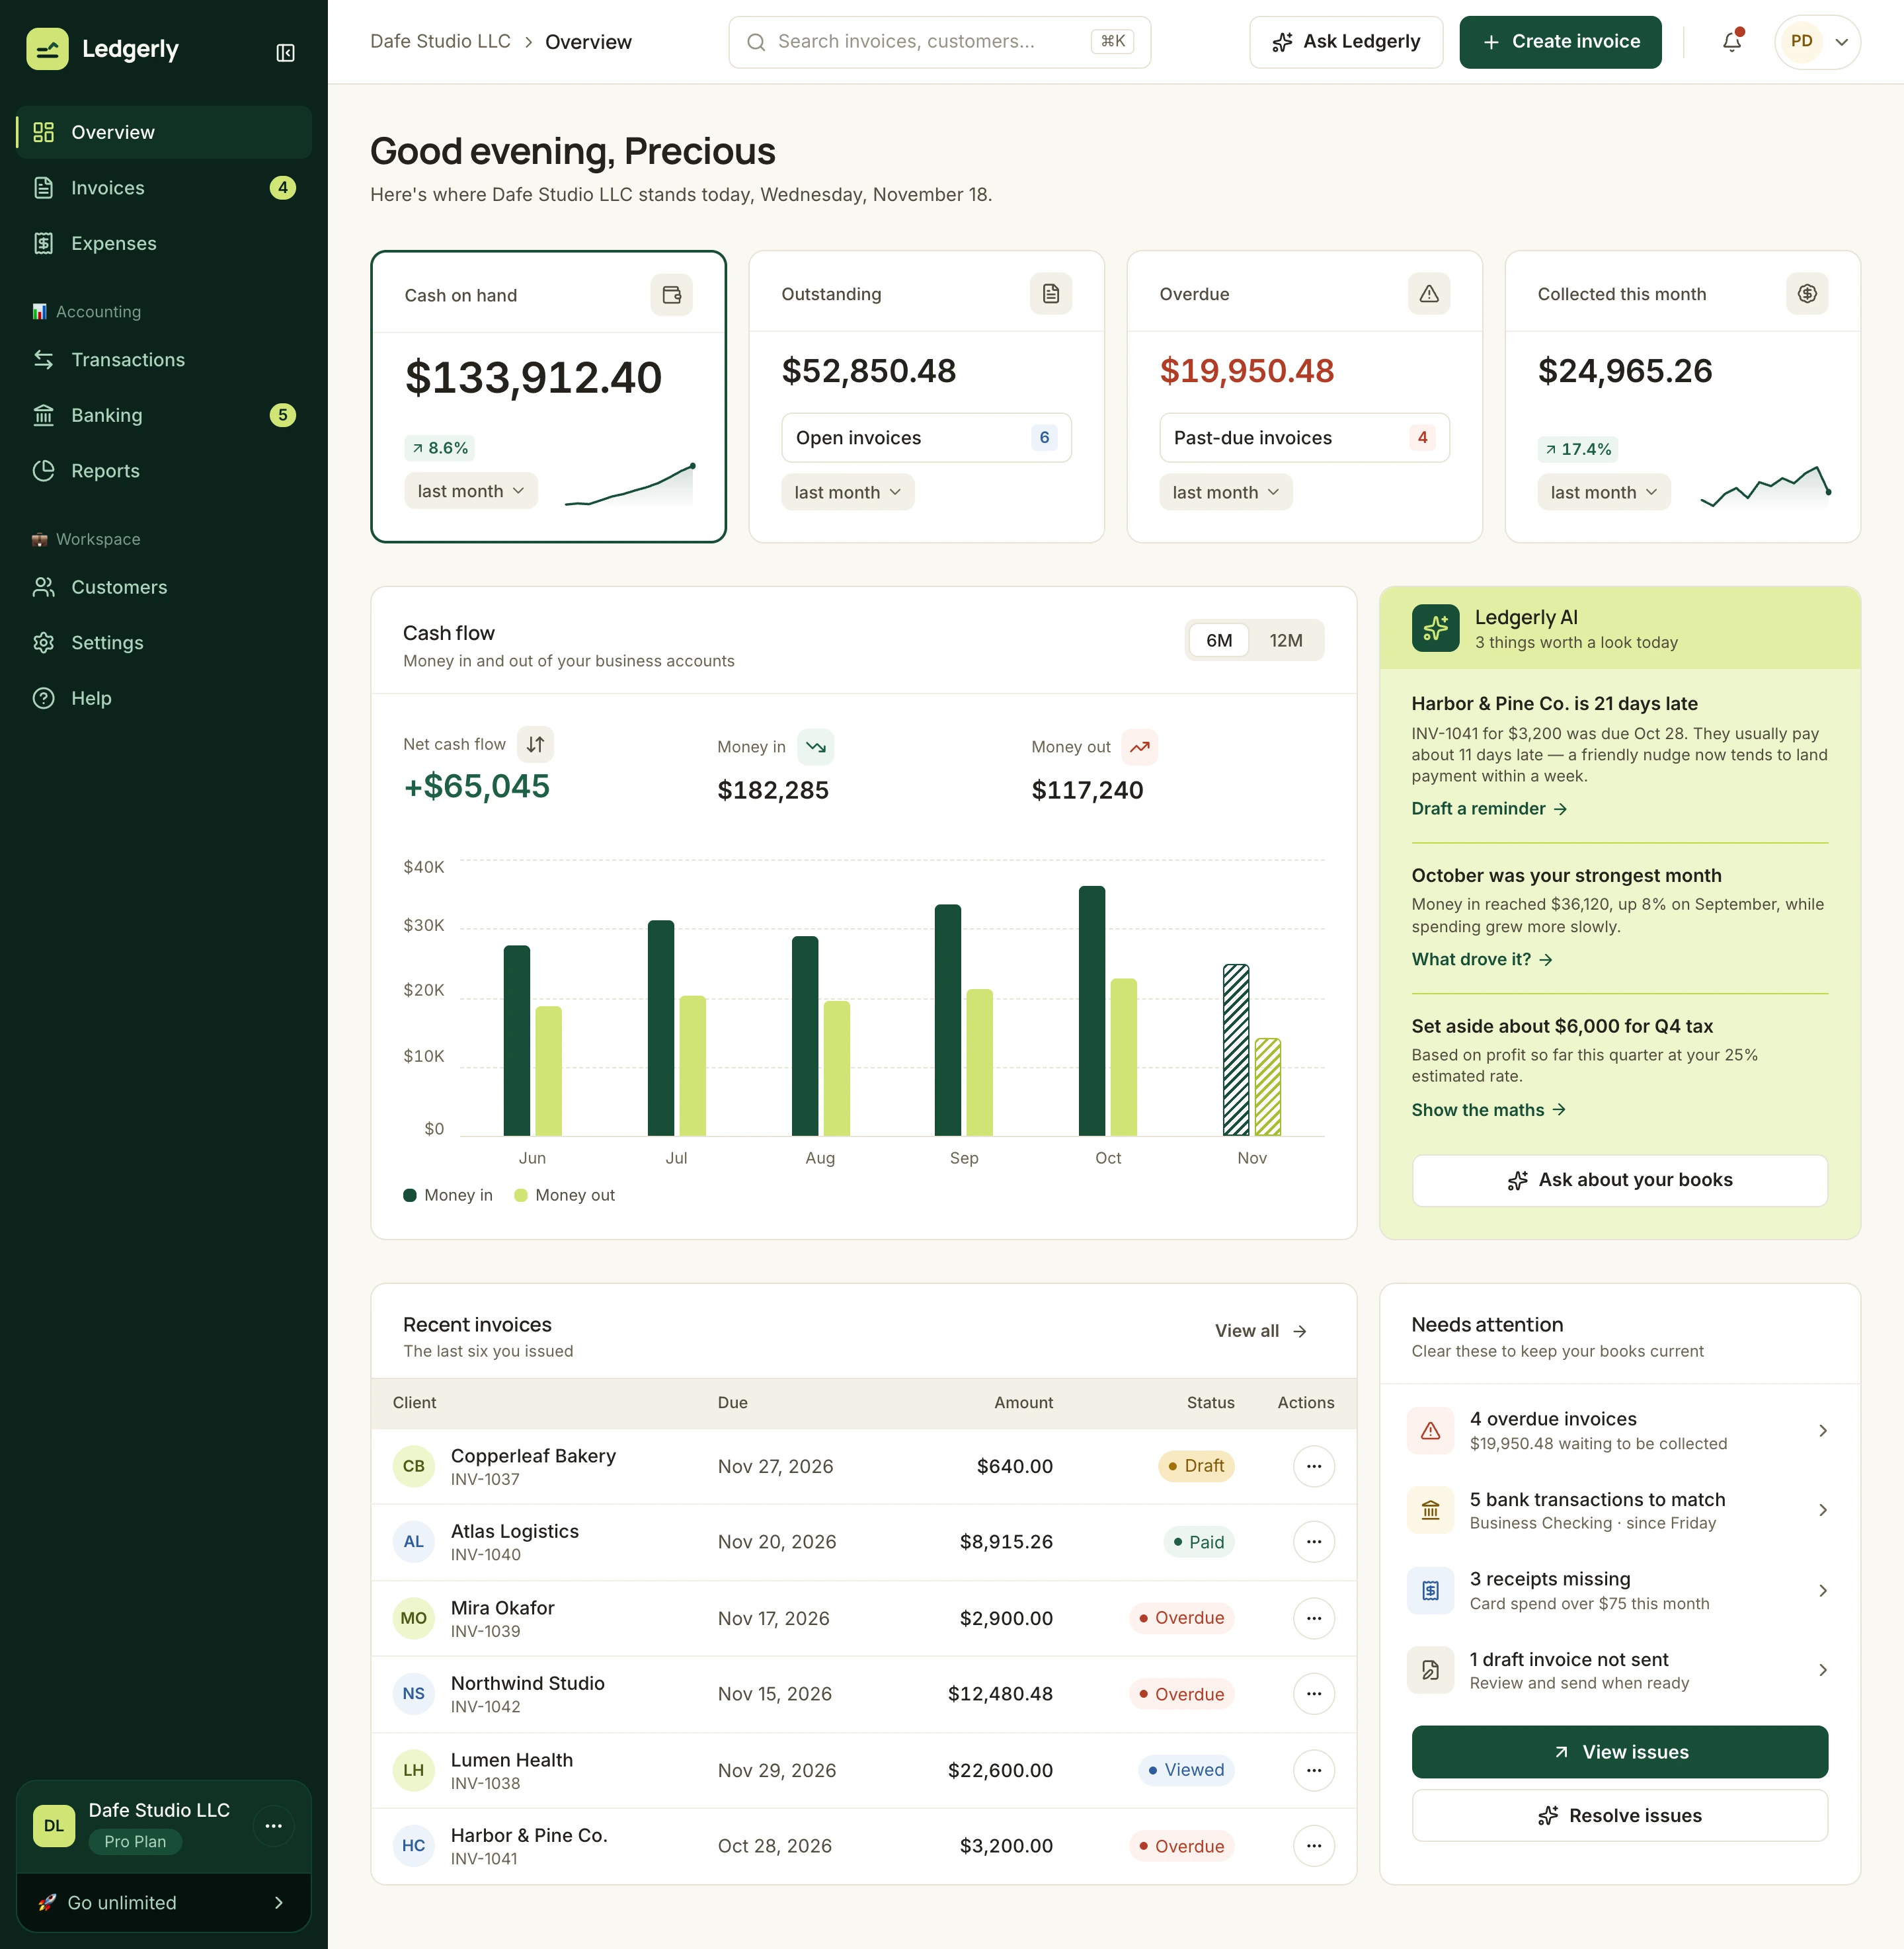 Ledgerly
Overview
Invoices 4
Expenses
Accounting
Transactions
Banking 5
Reports
Workspace
Customers
Settings
Help
DL Dafe Studio LLC
Pro Plan
Go unlimited
Dafe Studio LLC > Overview
Search invoices, customers... ⌘K
Ask Ledgerly
+ Create invoice
PD
Good evening, Precious
Here's where Dafe Studio LLC stands today, Wednesday, November 18.
Cash on hand
$133,912.40
8.6%
last month
Outstanding
$52,850.48
Open invoices 6
last month
Overdue
$19,950.48
Past-due invoices 4
last month
Collected this month
$24,965.26
17.4%
last month
Cash flow
Money in and out of your business accounts
6M 12M
Net cash flow
+$65,045
Money in
$182,285
Money out
$117,240
$40K
$30K
$20K
$10K
$0
Jun Jul Aug Sep Oct Nov
Money in Money out
Ledgerly AI
3 things worth a look today
Harbor & Pine Co. is 21 days late
INV-1041 for $3,200 was due Oct 28. They usually pay
about 11 days late — a friendly nudge now tends to land
payment within a week.
Draft a reminder →
October was your strongest month
Money in reached $36,120, up 8% on September, while
spending grew more slowly.
What drove it? →
Set aside about $6,000 for Q4 tax
Based on profit so far this quarter at your 25%
estimated rate.
Show the maths →
Ask about your books
Recent invoices
The last six you issued
View all →
Client Due Amount Status Actions
CB Copperleaf Bakery Nov 27, 2026 $640.00 Draft
INV-1037
AL Atlas Logistics Nov 20, 2026 $8,915.26 Paid
INV-1040
MO Mira Okafor Nov 17, 2026 $2,900.00 Overdue
INV-1039
NS Northwind Studio Nov 15, 2026 $12,480.48 Overdue
INV-1042
LH Lumen Health Nov 29, 2026 $22,600.00 Viewed
INV-1038
HC Harbor & Pine Co. Oct 28, 2026 $3,200.00 Overdue
INV-1041
Needs attention
Clear these to keep your books current
4 overdue invoices
$19,950.48 waiting to be collected
5 bank transactions to match
Business Checking · since Friday
3 receipts missing
Card spend over $75 this month
1 draft invoice not sent
Review and send when ready
View issues
Resolve issues